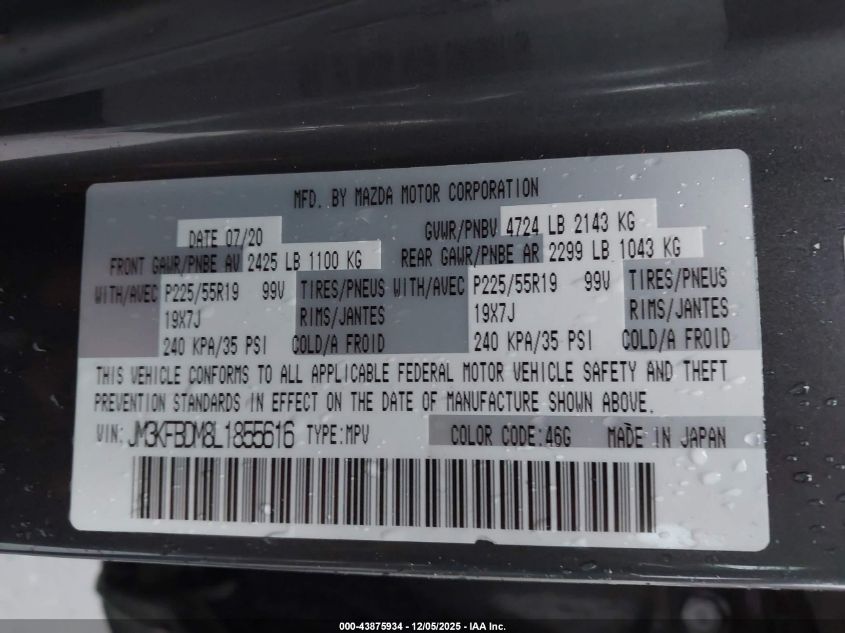 MFD. BY MAZDA MOTOR CORPORATION
DATE 07/20 GVWR/PNBV 4724 LB 2143 KG
FRONT GAWR/PNBE AV 2425 LB 1100 KG REAR GAWR/PNBE AR 2299 LB 1043 KG
WITH/AVEC P225/55R19 99V TIRES/PNEUS WITH/AVEC P225/55R19 99V TIRES/PNEUS
19X7J RIMS/JANTES 19X7J RIMS/JANTES
240 KPA/35 PSI COLD/A FROID 240 KPA/35 PSI COLD/A FROID
THIS VEHICLE CONFORMS TO ALL APPLICABLE FEDERAL MOTOR VEHICLE SAFETY AND THEFT
PREVENTION STANDARDS IN EFFECT ON THE DATE OF MANUFACTURE SHOWN ABOVE.
VIN: JM3KFBDM8L1855616 TYPE:MPV COLOR CODE:46G MADE IN JAPAN
000-43875934 - 12/05/2025 - IAA Inc.